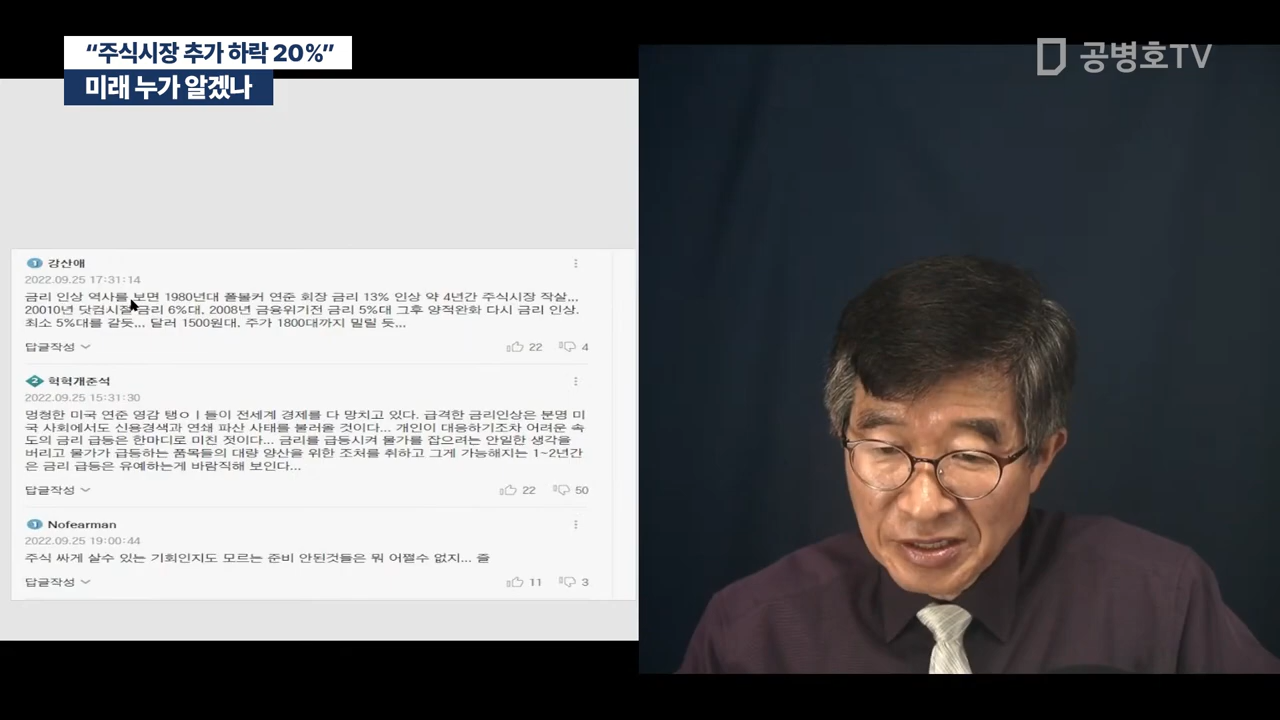 “주식시장 추가 하락 20%”
미래 누가 알겠나
공병호TV
1 강산애
2022.09.25 17:31:14
금리 인상 역사를 보면 1980년대 폴볼커 연준 회장 금리 13% 인상 약 4년간 주식시장 작살,,,
20010년 닷컴시절 금리 6%대, 2008년 금융위기전 금리 5%대 그후 양적완화 다시 금리 인상.
최소 5%대를 갈듯,,, 달러 1500원대, 주가 1800대까지 밀릴 듯,,,
답글작성
22
4
2 헉헉개준석
2022.09.25 15:31:30
멍청한 미국 연준 영감 탱ㅇㅣ들이 전세계 경제를 다 망치고 있다. 급격한 금리인상은 분명 미
국 사회에서도 신용경색과 연쇄 파산 사태를 불러올 것이다... 개인이 대응하기조차 어려운 속
도의 금리 급등은 한마디로 미친 짓이다... 금리를 급등시켜 물가를 잡으려는 안일한 생각을
버리고 물가가 급등하는 품목들의 대량 양산을 위한 조처를 취하고 그게 가능해지는 1~2년간
은 금리 급등은 유예하는게 바람직해 보인다...
답글작성
22
50
1 Nofearman
2022.09.25 19:00:44
주식 싸게 살수 있는 기회인지도 모르는 준비 안된것들은 뭐 어쩔수 없지... 쥴
답글작성
11
3